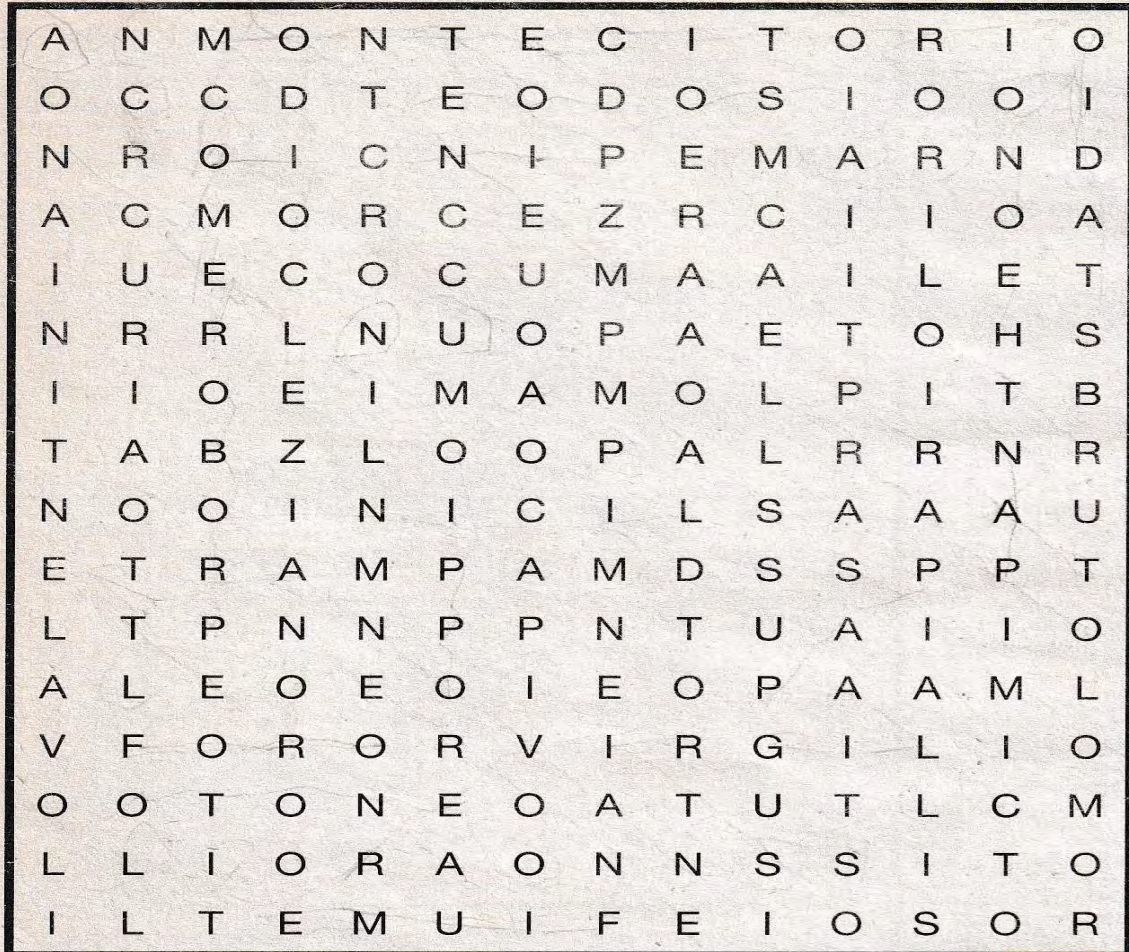 A N M O N T E C I T O R I O
O C C D T E O D O S I O O I
N R O I C N I P E M A R N D
A C M O R C E Z R C I I O A
I U E C O C U M A A I L E T
N R R L N U O P A E T O H S
I I O E I M A M O L P I T B
T A B Z L O O P A L R R N R
N O O I N I C I L S A A A U
E T R A M P A M D S S P P T
L T P N N P P N T U A I I O
A L E O E O I E O P A A M L
V F O R O R V I R G I L I O
O O T O N E O A T U T L C M
L L I O R A O N N S S I T O
I L T E M U I F E I O S O R